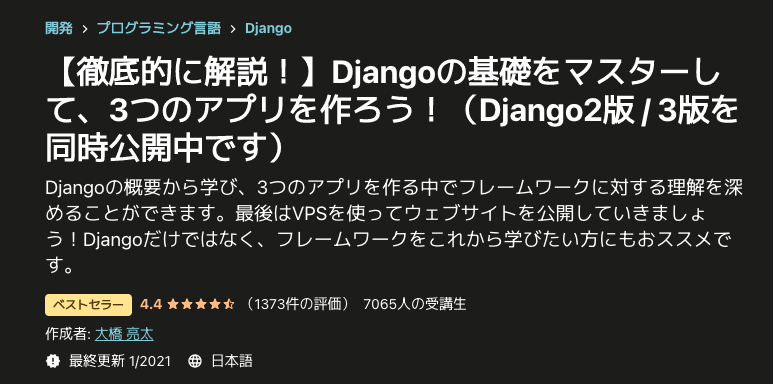 開発 > プログラミング言語 > Django
【徹底的に解説！】Djangoの基礎をマスターし
て、3つのアプリを作ろう！（Django2版 / 3版を
同時公開中です）
Djangoの概要から学び、3つのアプリを作る中でフレームワークに対する理解を深
めることができます。最後はVPSを使ってウェブサイトを公開していきましょ
う！Djangoだけではなく、フレームワークをこれから学びたい方にもおススメで
す。
ベストセラー 4.4 （1373件の評価） 7065人の受講生
作成者: 大橋 亮太
最終更新 1/2021 日本語